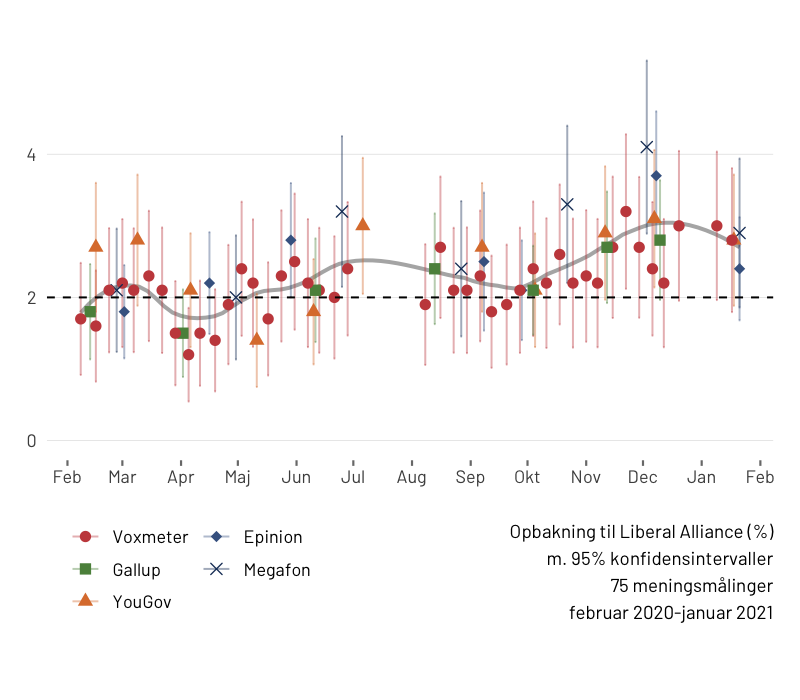 4
2
0
Feb Mar Apr Maj Jun Jul Aug Sep Okt Nov Dec Jan Feb
Voxmeter
Epinion
Gallup
Megafon
YouGov
Opbakning til Liberal Alliance (%)
m. 95% konfidensintervaller
75 meningsmålinger
februar 2020-januar 2021